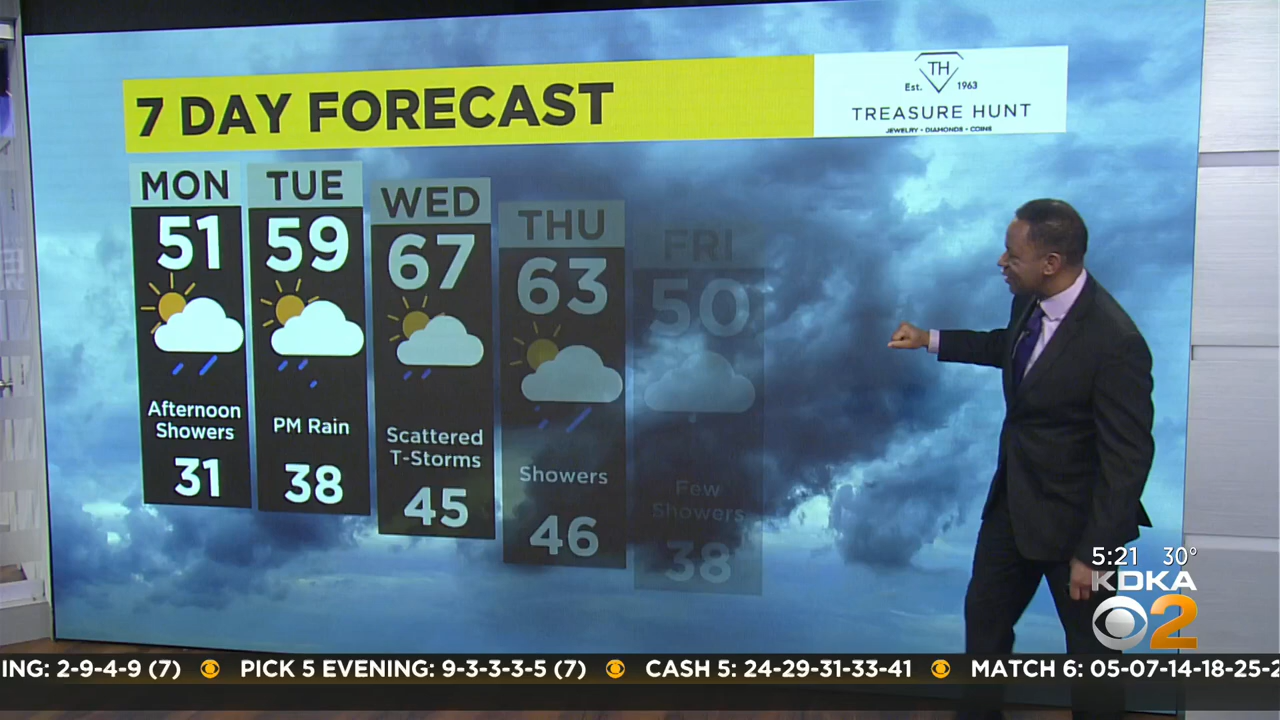 7 DAY FORECAST
TH
Est. 1963
TREASURE HUNT
JEWELRY • DIAMONDS • COINS
MON
51
Afternoon
Showers
31
TUE
59
PM Rain
38
WED
67
Scattered
T-Storms
45
THU
63
Showers
46
FRI
50
Few
Showers
38
5:21 30°
KDKA
2
ING: 2-9-4-9 (7) PICK 5 EVENING: 9-3-3-3-5 (7) CASH 5: 24-29-31-33-41 MATCH 6: 05-07-14-18-25-2